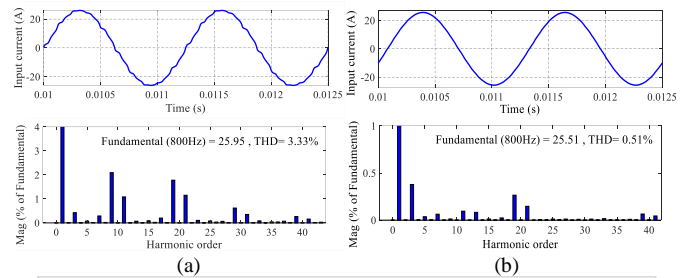 Input current (A)
20
0
-20
0.01 0.0105 0.011 0.0115 0.012 0.0125
Time (s)
Mag (% of Fundamental)
4
3
2
1
0
Fundamental (800Hz) = 25.95 , THD= 3.33%
0 5 10 15 20 25 30 35 40
Harmonic order
(a)
Input current (A)
20
0
-20
0.01 0.0105 0.011 0.0115 0.012 0.0125
Time (s)
Mag (% of Fundamental)
1
0.5
0
Fundamental (800Hz) = 25.51 , THD= 0.51%
0 5 10 15 20 25 30 35 40
Harmonic order
(b)